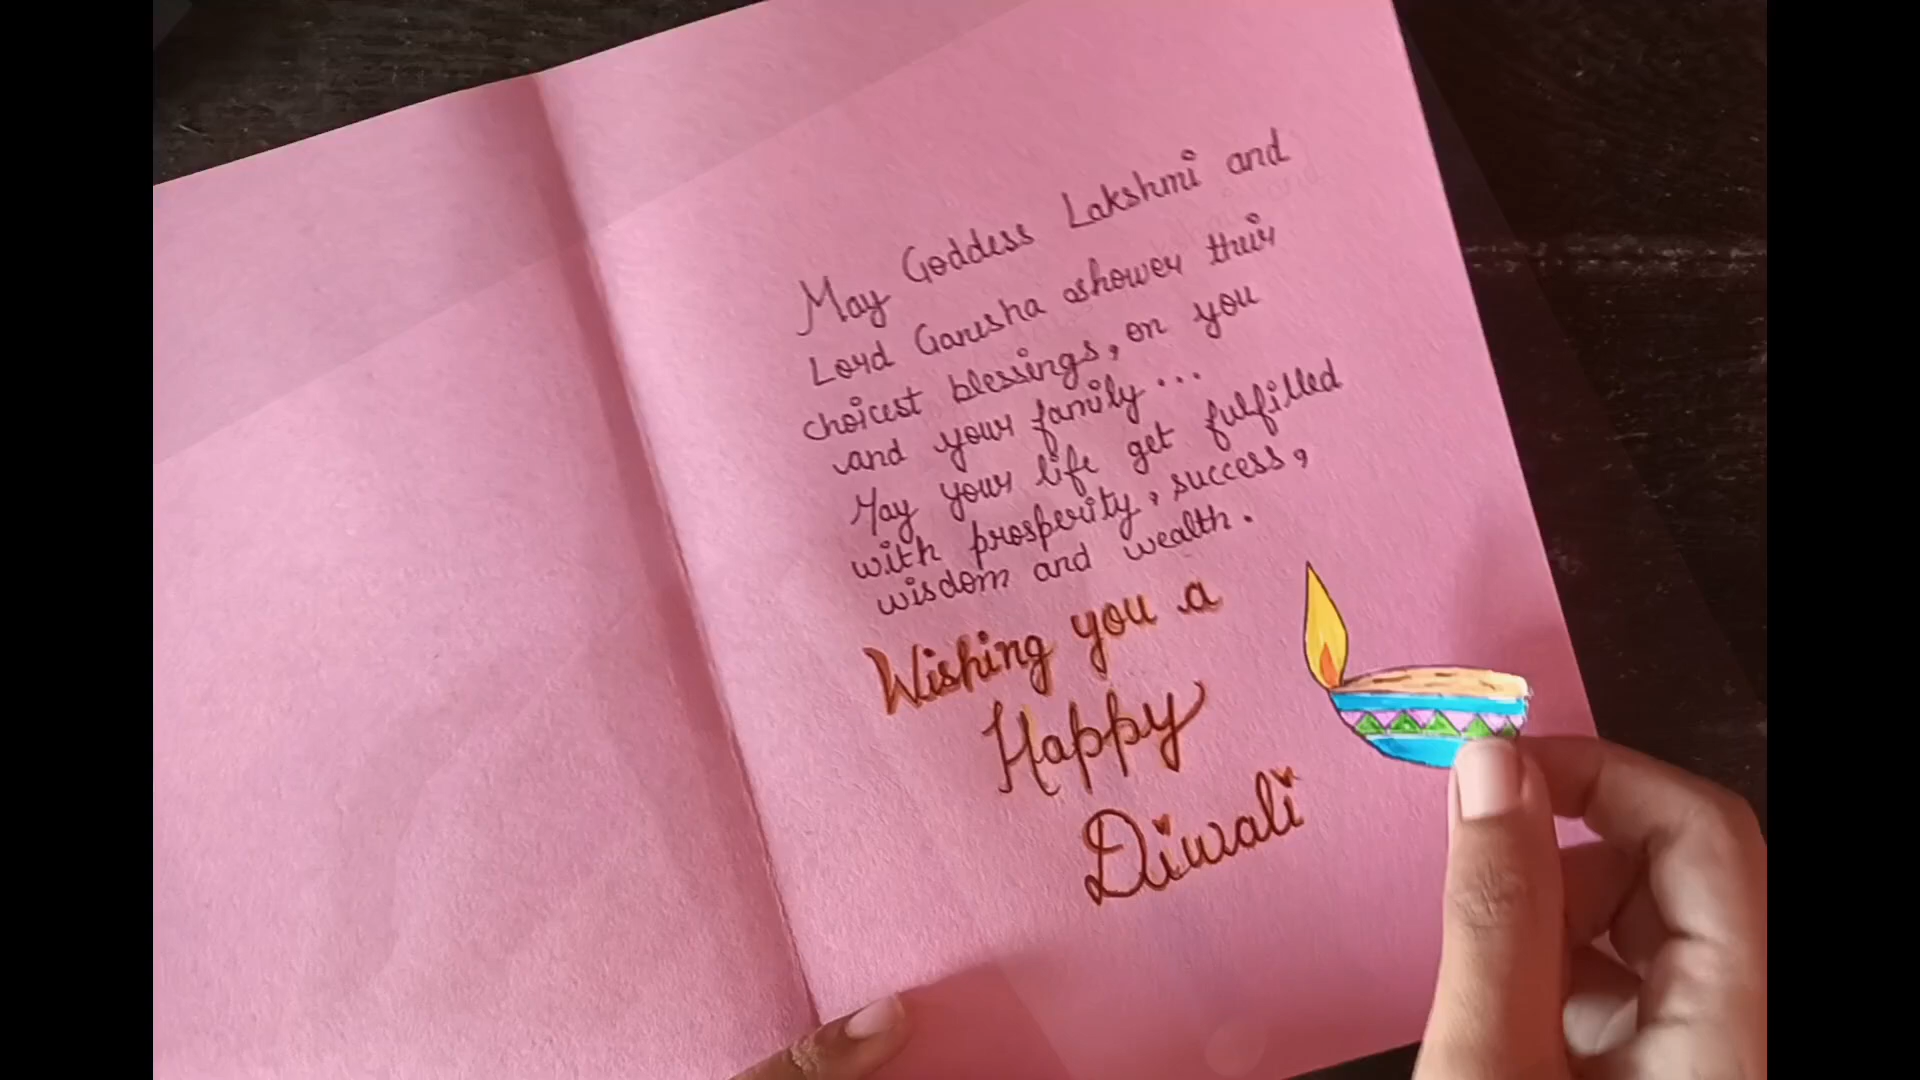 May Goddess Lakshmi and
Lord Ganesha shower their
choicest blessings, on you
and your family...
May your life get fulfilled
with prosperity, success,
wisdom and wealth.
Wishing you a
Happy
Diwali